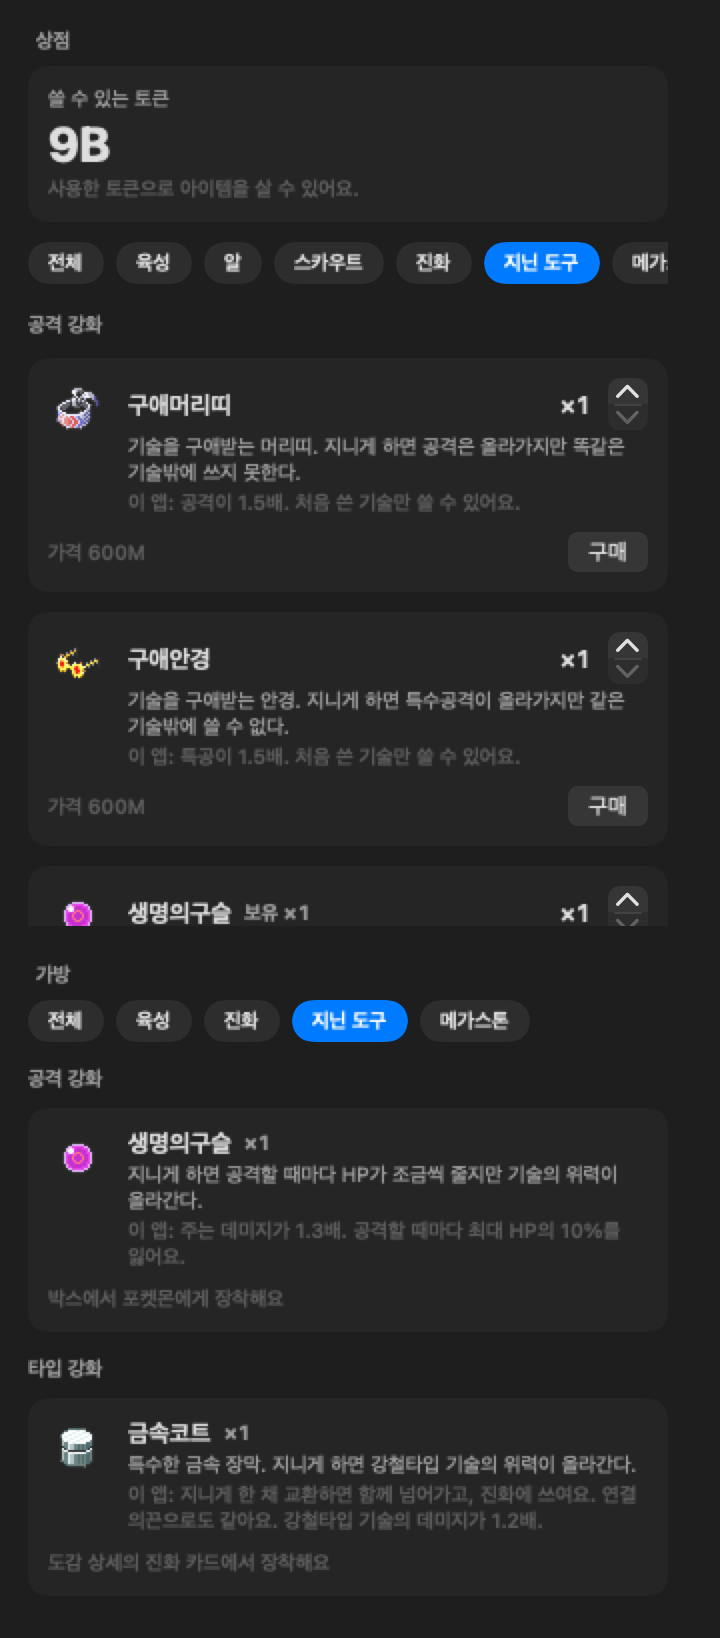 상점
쓸 수 있는 토큰
9B
사용한 토큰으로 아이템을 살 수 있어요.
전체 육성 알 스카우트 진화 지닌 도구 메가
공격 강화
구애머리띠 ×1
기술을 구애받는 머리띠. 지니게 하면 공격은 올라가지만 똑같은
기술밖에 쓰지 못한다.
이 앱: 공격이 1.5배. 처음 쓴 기술만 쓸 수 있어요.
가격 600M 구매
구애안경 ×1
기술을 구애받는 안경. 지니게 하면 특수공격이 올라가지만 같은
기술밖에 쓸 수 없다.
이 앱: 특공이 1.5배. 처음 쓴 기술만 쓸 수 있어요.
가격 600M 구매
생명의구슬 보유 ×1 ×1
가방
전체 육성 진화 지닌 도구 메가스톤
공격 강화
생명의구슬 ×1
지니게 하면 공격할 때마다 HP가 조금씩 줄지만 기술의 위력이
올라간다.
이 앱: 주는 데미지가 1.3배. 공격할 때마다 최대 HP의 10%를
잃어요.
박스에서 포켓몬에게 장착해요
타입 강화
금속코트 ×1
특수한 금속 장막. 지니게 하면 강철타입 기술의 위력이 올라간다.
이 앱: 지니게 한 채 교환하면 함께 넘어가고, 진화에 쓰여요. 연결
의끈으로도 같아요. 강철타입 기술의 데미지가 1.2배.
도감 상세의 진화 카드에서 장착해요